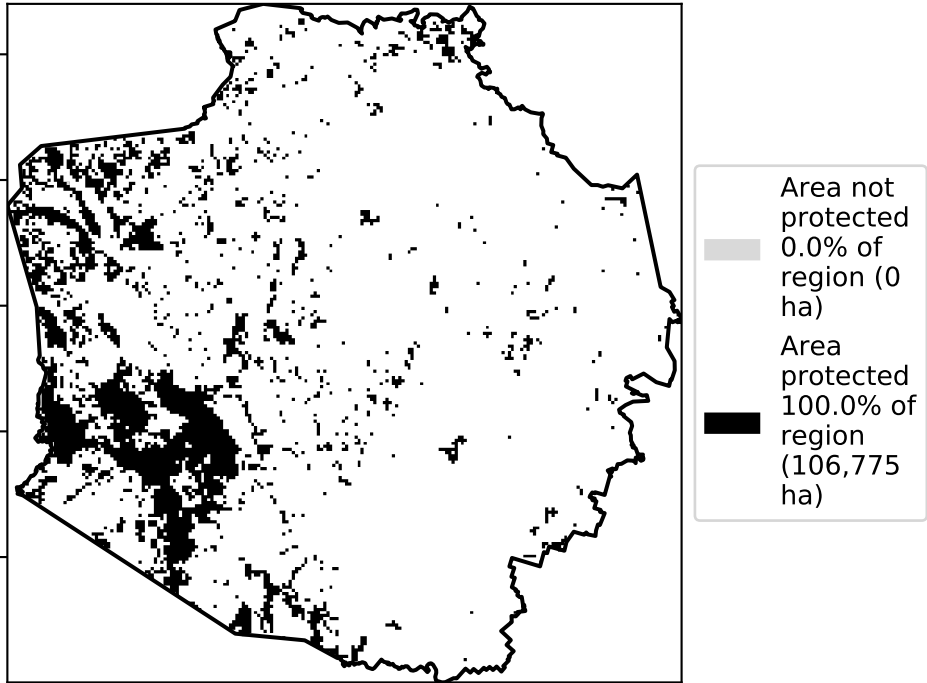 Area not
protected
0.0% of
region (0
ha)
Area
protected
100.0% of
region
(106,775
ha)